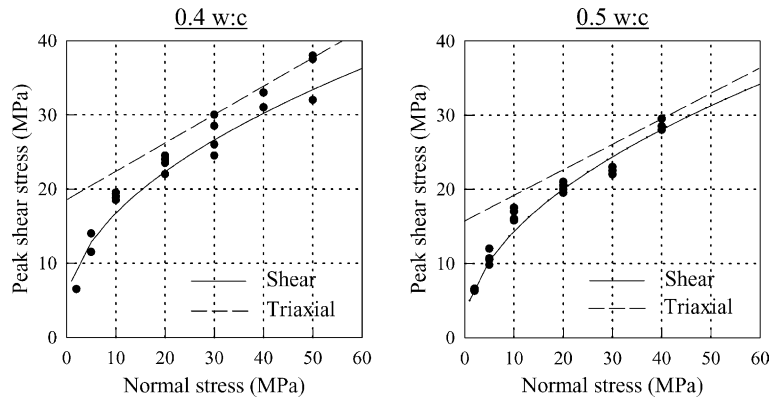 0.4 w:c
40
30
20
10
0
Peak shear stress (MPa)
Shear
Triaxial
0 10 20 30 40 50 60
Normal stress (MPa)
0.5 w:c
40
30
20
10
0
Peak shear stress (MPa)
Shear
Triaxial
0 10 20 30 40 50 60
Normal stress (MPa)